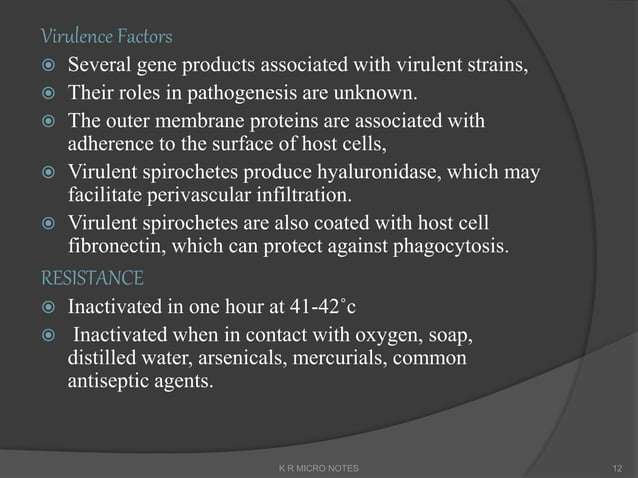 Virulence Factors
Several gene products associated with virulent strains,
Their roles in pathogenesis are unknown.
The outer membrane proteins are associated with
adherence to the surface of host cells,
Virulent spirochetes produce hyaluronidase, which may
facilitate perivascular infiltration.
Virulent spirochetes are also coated with host cell
fibronectin, which can protect against phagocytosis.
RESISTANCE
Inactivated in one hour at 41-42˚c
Inactivated when in contact with oxygen, soap,
distilled water, arsenicals, mercurials, common
antiseptic agents.
K R MICRO NOTES 12